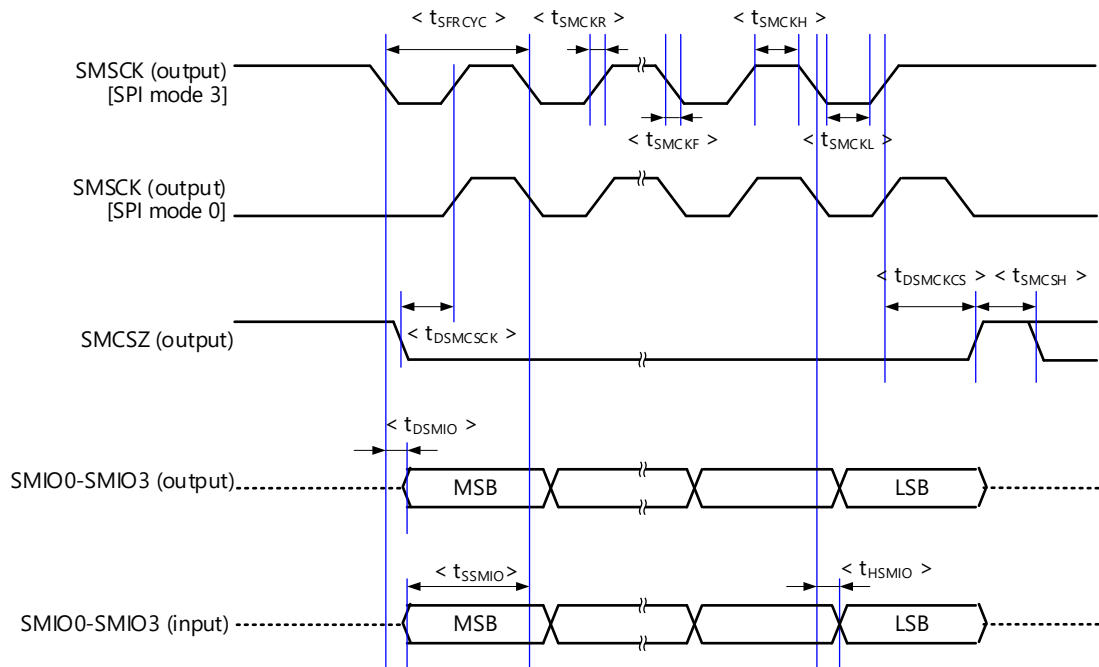 < tSFRCYC > < tSMCKR > < tSMCKH >
SMSCK (output)
[SPI mode 3]
< tSMCKF > < tSMCKL >
SMSCK (output)
[SPI mode 0]
< tDSMCKCS > < tSMCSH >
SMCSZ (output)
< tDSMCSCK >
< tDSMIO >
SMIO0-SMIO3 (output)
MSB LSB
< tSSMIO> < tHSMIO >
SMIO0-SMIO3 (input)
MSB LSB